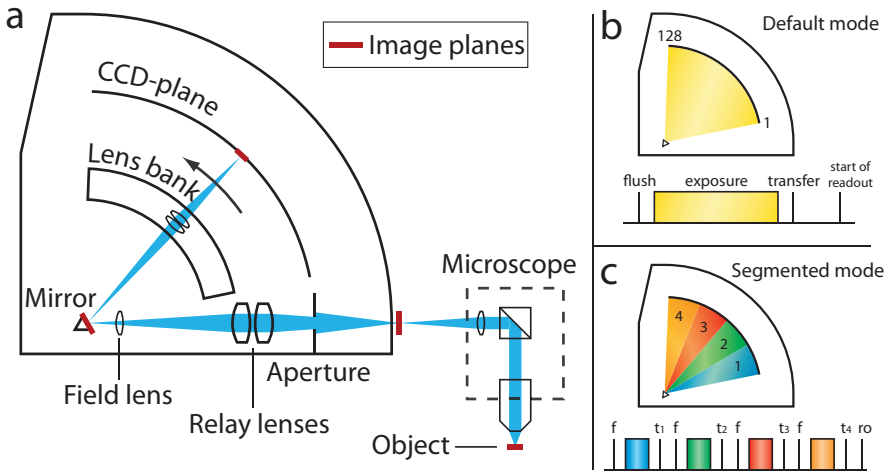 a
Image planes
CCD-plane
Lens bank
Mirror
Field lens
Relay lenses
Aperture
Microscope
Object
b
Default mode
128
1
flush
exposure
transfer
start of
readout
c
Segmented mode
4
3
2
1
f
t1
f
t2
f
t3
f
t4
ro